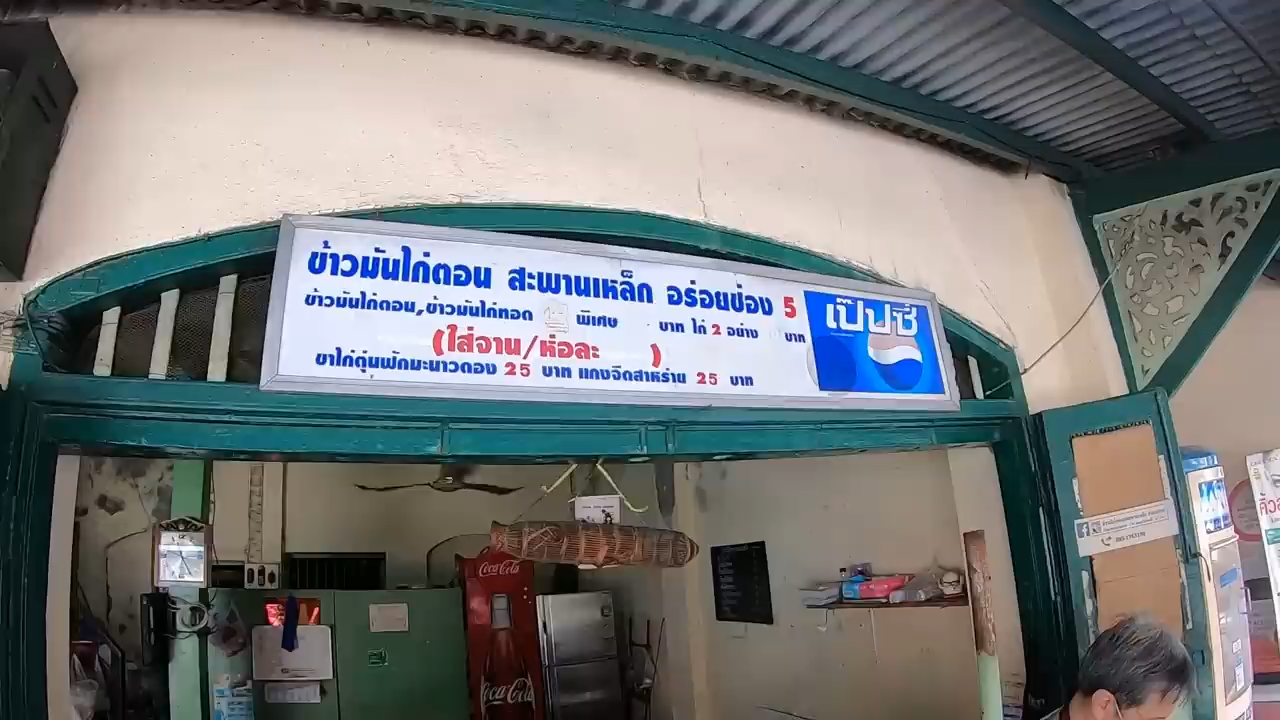 ข้าวมันไก่ตอน สะพานเหล็ก อร่อยช่อง 5
ข้าวมันไก่ตอน,ข้าวมันไก่ทอด พิเศษ บาท ไก่ 2 อย่าง บาท
(ใส่จาน/ห่อละ )
ขาไก่ตุ๋นฟักมะนาวดอง 25 บาท แกงจืดสาหร่าย 25 บาท
เป๊ปซี่
Coca-Cola
Coca-Cola